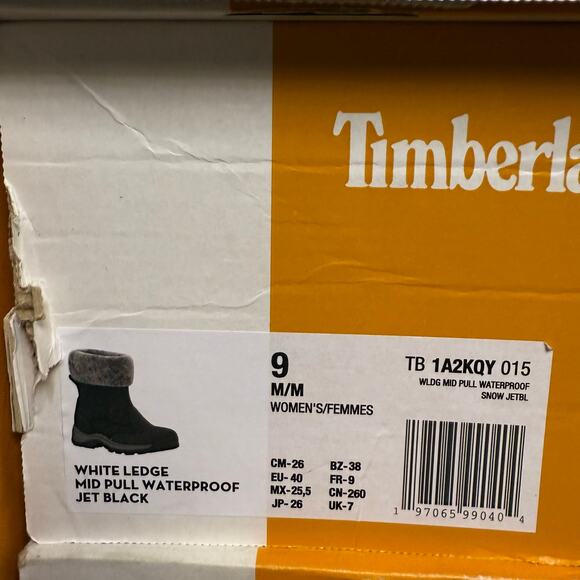 Timberla
9
M/M
WOMEN'S/FEMMES
TB 1A2KQY 015
WLDG MID PULL WATERPROOF
SNOW JETBL
WHITE LEDGE
MID PULL WATERPROOF
JET BLACK
CM-26 BZ-38
EU- 40 FR-9
MX-25,5 CN-260
JP-26 UK-7
1 97065 99040 4